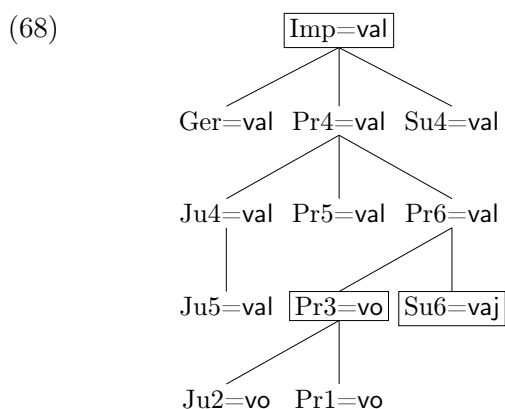 (68)
Imp=val
Ger=val Pr4=val Su4=val
Ju4=val Pr5=val Pr6=val
Ju5=val Pr3=vo Su6=vaj
Ju2=vo Pr1=vo